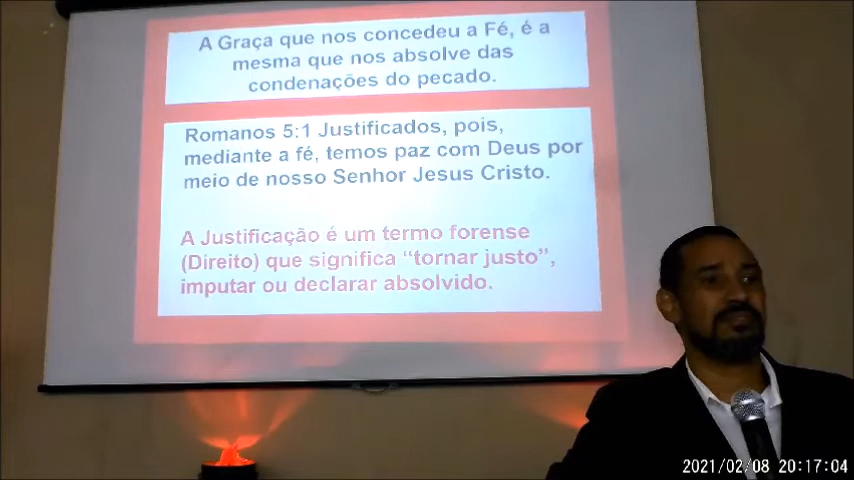 A Graça que nos concedeu a Fé, é a
mesma que nos absolve das
condenações do pecado.
Romanos 5:1 Justificados, pois,
mediante a fé, temos paz com Deus por
meio de nosso Senhor Jesus Cristo.
A Justificação é um termo forense
(Direito) que significa “tornar justo”,
imputar ou declarar absolvido.
2021/02/08 20:17:04